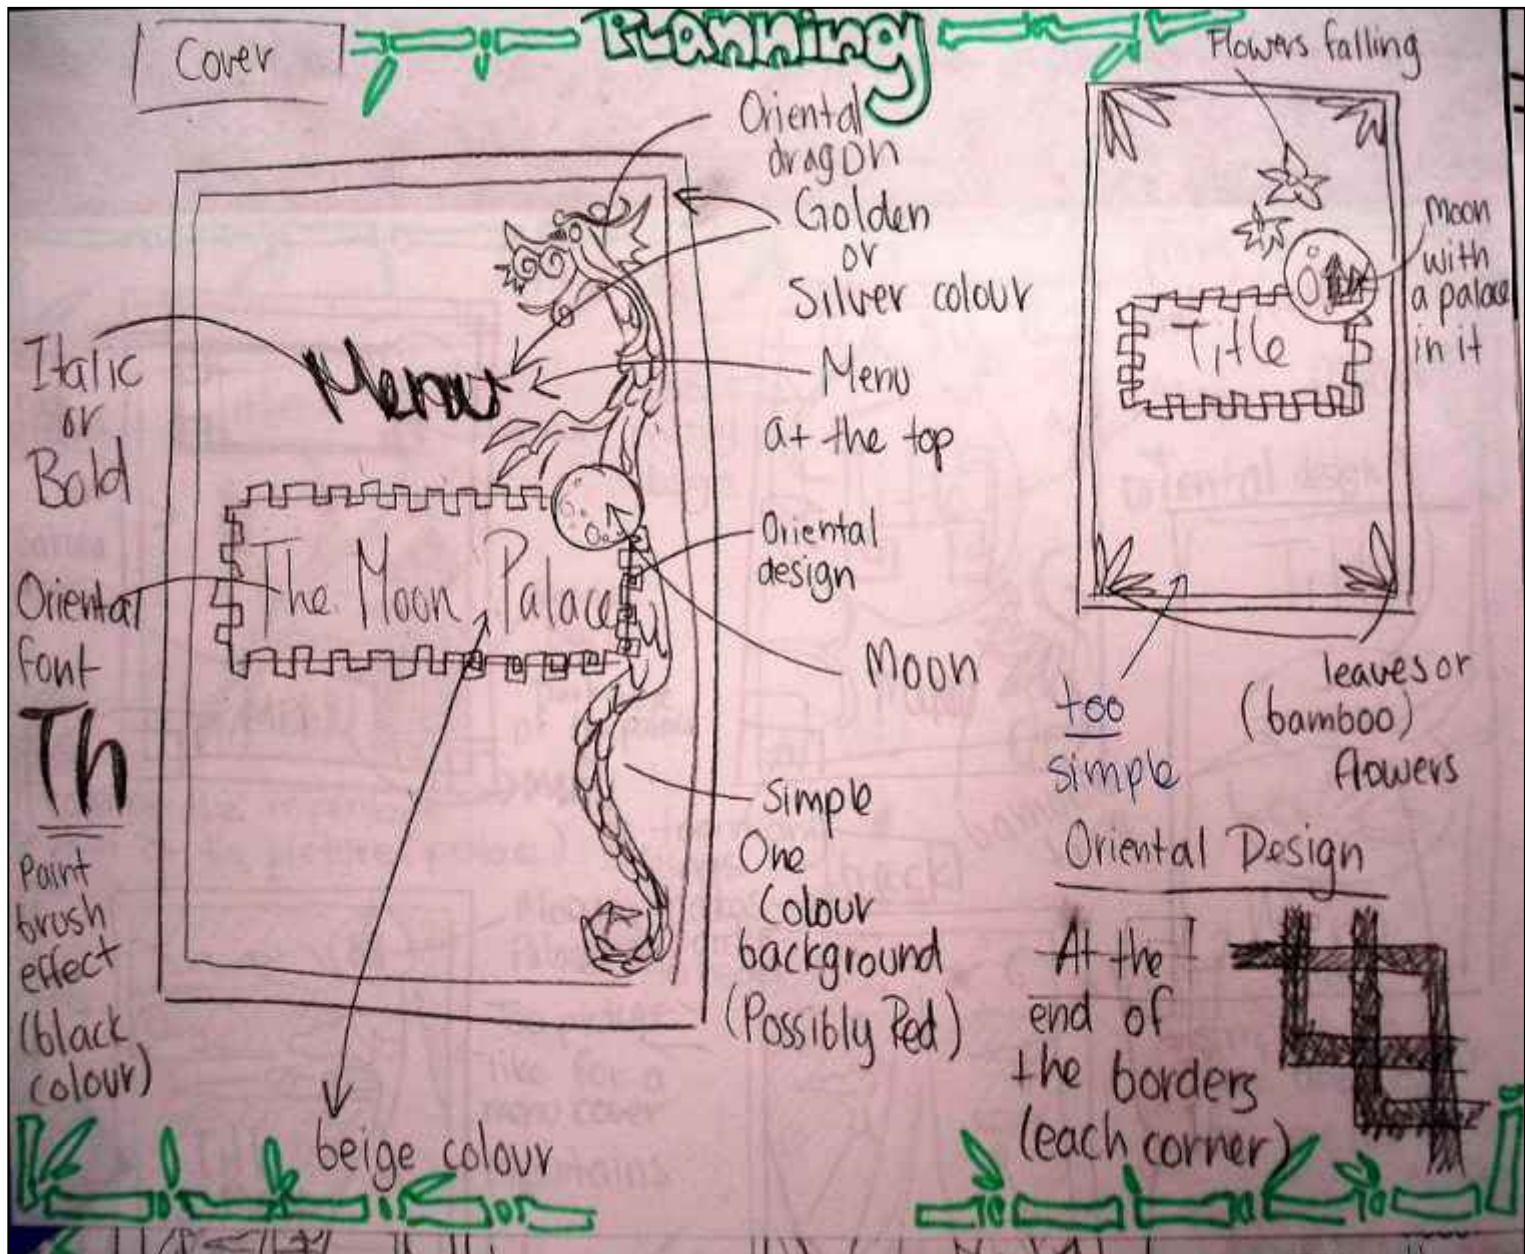 Planning
Cover
Oriental
dragon
Golden
or
Silver colour
Menu
at the top
Oriental
design
Moon
Simple
One
Colour
background
(Possibly Red)
Italic
or
Bold
Oriental
font
Th
Paint
brush
effect
(black
colour)
Menu
The Moon Palace
beige colour
Flowers falling
Moon
with
a palace
in it
Title
too
simple
leaves or
(bamboo)
flowers
Oriental Design
At the
end of
the borders
(each corner)